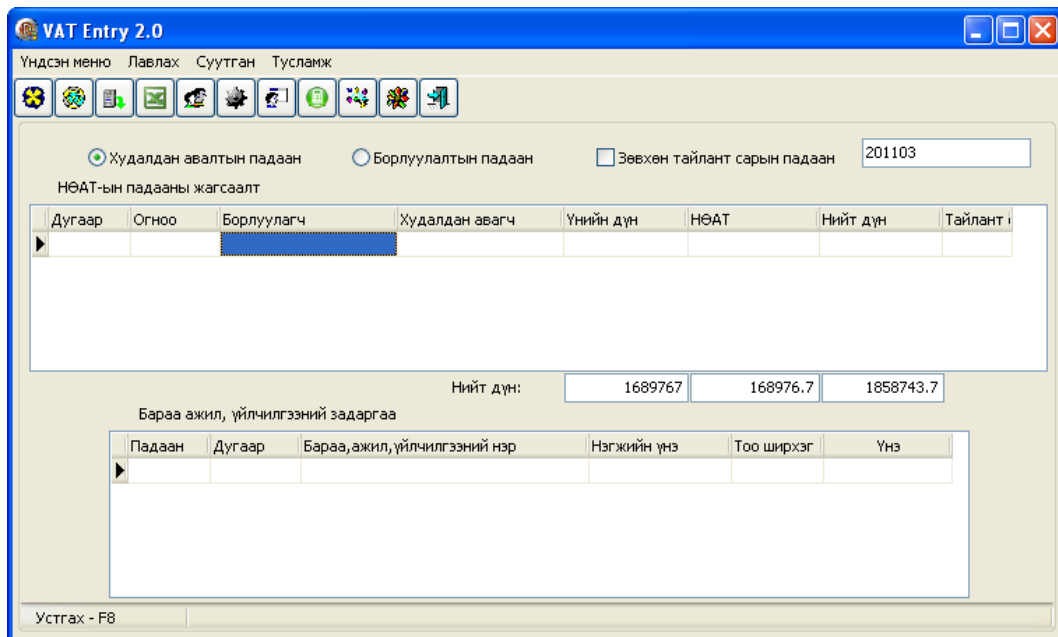 VAT Entry 2.0
Үндсэн меню Лавлах Суутган Тусламж
Худалдан авалтын падаан Борлуулалтын падаан Зөвхөн тайлант сарын падаан 201103
НӨАТ-ын падааны жагсаалт
Дугаар Огноо Борлуулагч Худалдан авагч Үнийн дүн НӨАТ Нийт дүн Тайлант
Нийт дүн: 1689767 168976.7 1858743.7
Бараа ажил, үйлчилгээний задаргаа
Падаан Дугаар Бараа,ажил,үйлчилгээний нэр Нэгжийн үнэ Тоо ширхэг Үнэ
Устгах - F8